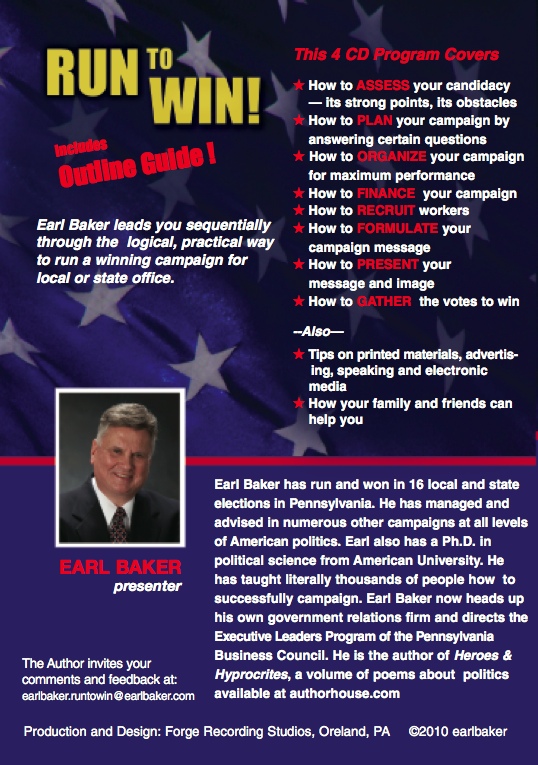 RUN TO
WIN!
Includes
Outline Guide !
Earl Baker leads you sequentially
through the logical, practical way
to run a winning campaign for
local or state office.
This 4 CD Program Covers
★ How to ASSESS your candidacy
— its strong points, its obstacles
★ How to PLAN your campaign by
answering certain questions
★ How to ORGANIZE your campaign
for maximum performance
★ How to FINANCE your campaign
★ How to RECRUIT workers
★ How to FORMULATE your
campaign message
★ How to PRESENT your
message and image
★ How to GATHER the votes to win
--Also—
★ Tips on printed materials, advertis-
ing, speaking and electronic
media
★ How your family and friends can
help you
EARL BAKER
presenter
Earl Baker has run and won in 16 local and state
elections in Pennsylvania. He has managed and
advised in numerous other campaigns at all levels
of American politics. Earl also has a Ph.D. in
political science from American University. He
has taught literally thousands of people how to
successfully campaign. Earl Baker now heads up
his own government relations firm and directs the
Executive Leaders Program of the Pennsylvania
Business Council. He is the author of Heroes &
Hyprocrites, a volume of poems about politics
available at authorhouse.com
The Author invites your
comments and feedback at:
earlbaker.runtowin@earlbaker.com
Production and Design: Forge Recording Studios, Oreland, PA ©2010 earlbaker